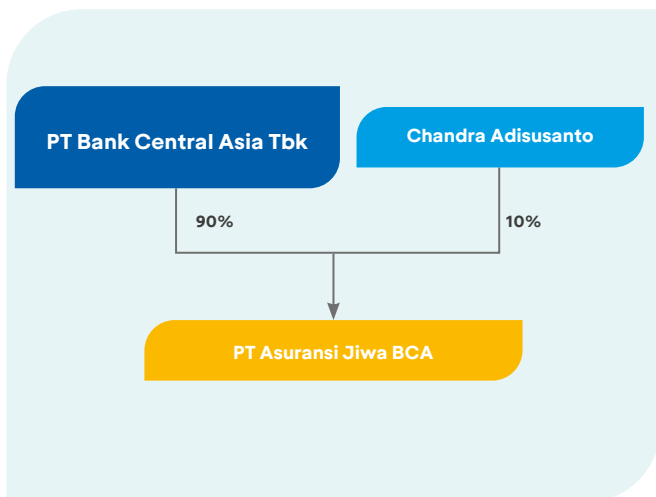 PT Bank Central Asia Tbk
Chandra Adisusanto
90%
10%
PT Asuransi Jiwa BCA